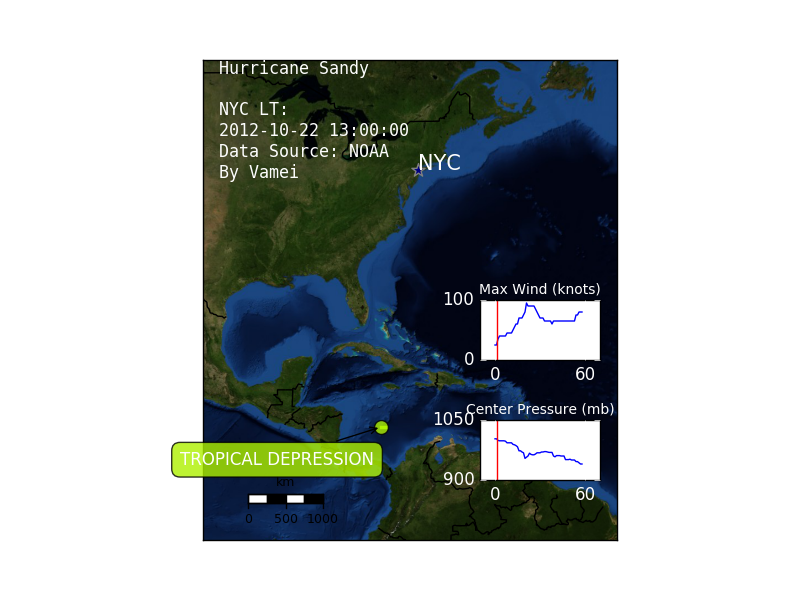 Hurricane Sandy
NYC LT:
2012-10-22 13:00:00
Data Source: NOAA
By Vamei
NYC
Max Wind (knots)
100
0
0 60
Center Pressure (mb)
1050
900
0 60
TROPICAL DEPRESSION
km
0 500 1000